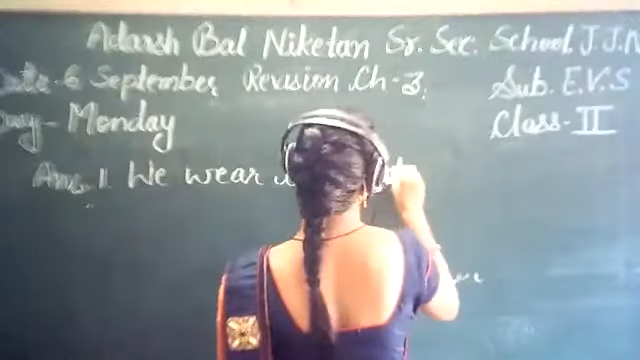 Adarsh Bal Niketan Sr. Sec. School J.J.N
Date-6 September Revision Ch-3. Sub. E.V.S
Day-Monday Class-II
Ans. 1. We wear